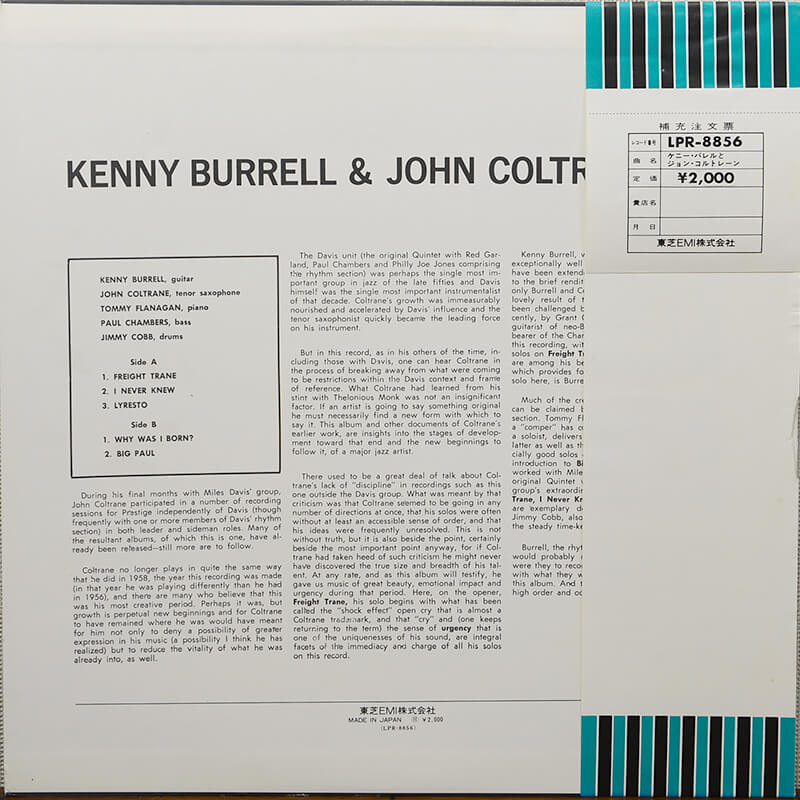 KENNY BURRELL & JOHN COLTR
KENNY BURRELL, guitar
JOHN COLTRANE, tenor saxophone
TOMMY FLANAGAN, piano
PAUL CHAMBERS, bass
JIMMY COBB, drums
Side A
1. FREIGHT TRANE
2. I NEVER KNEW
3. LYRESTO
Side B
1. WHY WAS I BORN?
2. BIG PAUL
During his final months with Miles Davis' group,
John Coltrane participated in a number of recording
sessions for Prestige independently of Davis (though
frequently with one or more members of Davis' rhythm
section) in both leader and sideman roles. Many of
the resultant albums, of which this is one, have al-
ready been released—still more are to follow.
Coltrane no longer plays in quite the same way
that he did in 1958, the year this recording was made
(in that year he was playing differently than he had
in 1956), and there are many who believe that this
was his most creative period. Perhaps it was, but
growth is perpetual new beginnings and for Coltrane
to have remained where he was would have meant
for him not only to deny a possibility of greater
expression in his music (a possibility I think he has
realized) but to reduce the vitality of what he was
already into, as well.
The Davis unit (the original Quintet with Red Gar-
land, Paul Chambers and Philly Joe Jones comprising
the rhythm section) was perhaps the single most im-
portant group in jazz of the late fifties and Davis
himself was the single most important instrumentalist
of that decade. Coltrane's growth was immeasurably
nourished and accelerated by Davis' influence and the
tenor saxophonist quickly became the leading force
on his instrument.
But in this record, as in his others of the time, in-
cluding those with Davis, one can hear Coltrane in
the process of breaking away from what were coming
to be restrictions within the Davis context and frame
of reference. What Coltrane had learned from his
stint with Thelonious Monk was not an insignificant
factor. If an artist is going to say something original
he must necessarily find a new form with which to
say it. This album and other documents of Coltrane's
earlier work, are insights into the stages of develop-
ment toward that end and the new beginnings to
follow it, of a major jazz artist.
There used to be a great deal of talk about Col-
trane's lack of "discipline" in recordings such as this
one outside the Davis group. What was meant by that
criticism was that Coltrane seemed to be going in any
number of directions at once, that his solos were often
without at least an accessible sense of order, and that
his ideas were frequently unresolved. This is not
without truth, but it is also beside the point, certainly
beside the most important point anyway, for if Col-
trane had taken heed of such criticism he might never
have discovered the true size and breadth of his tal-
ent. At any rate, and as this album will testify, he
gave us music of great beauty, emotional impact and
urgency during that period. Here, on the opener,
Freight Trane, his solo begins with what has been
called the "shock effect" open cry that is almost a
Coltrane trademark, and that "cry" and (one keeps
returning to the term) the sense of urgency that is
one of the uniquenesses of his sound, are integral
facets of the immediacy and charge of all his solos
on this record.
Kenny Burrell, v
exceptionally well
have been extend
to the brief rendit
only Burrell and Co
lovely result of t
been challenged b
cently, by Grant G
guitarist of neo-B
bearer of the Char
this recording, wit
solos on Freight Tr
are among his be
which provides fo
solo here, is Burre
Much of the cre
can be claimed b
section. Tommy Fl
a "comper" has co
a soloist, delivers
latter as well as th
cially good solos
introduction to Bi
worked with Mile
original Quintet v
group's extraordin
Trane, I Never Kr
are exemplary de
Jimmy Cobb, also
the steady time-ke
Burrell, the rhyt
would probably r
were they to recor
with what they w
this album. And t
high order and oc
東芝EMI株式会社
MADE IN JAPAN Ⓗ ¥2,000
(LPR-8856)
補充注文票
レコード番号 LPR-8856
曲名 ケニー・バレルと
ジョン・コルトレーン
定価 ¥2,000
貴店名
月日
東芝EMI株式会社